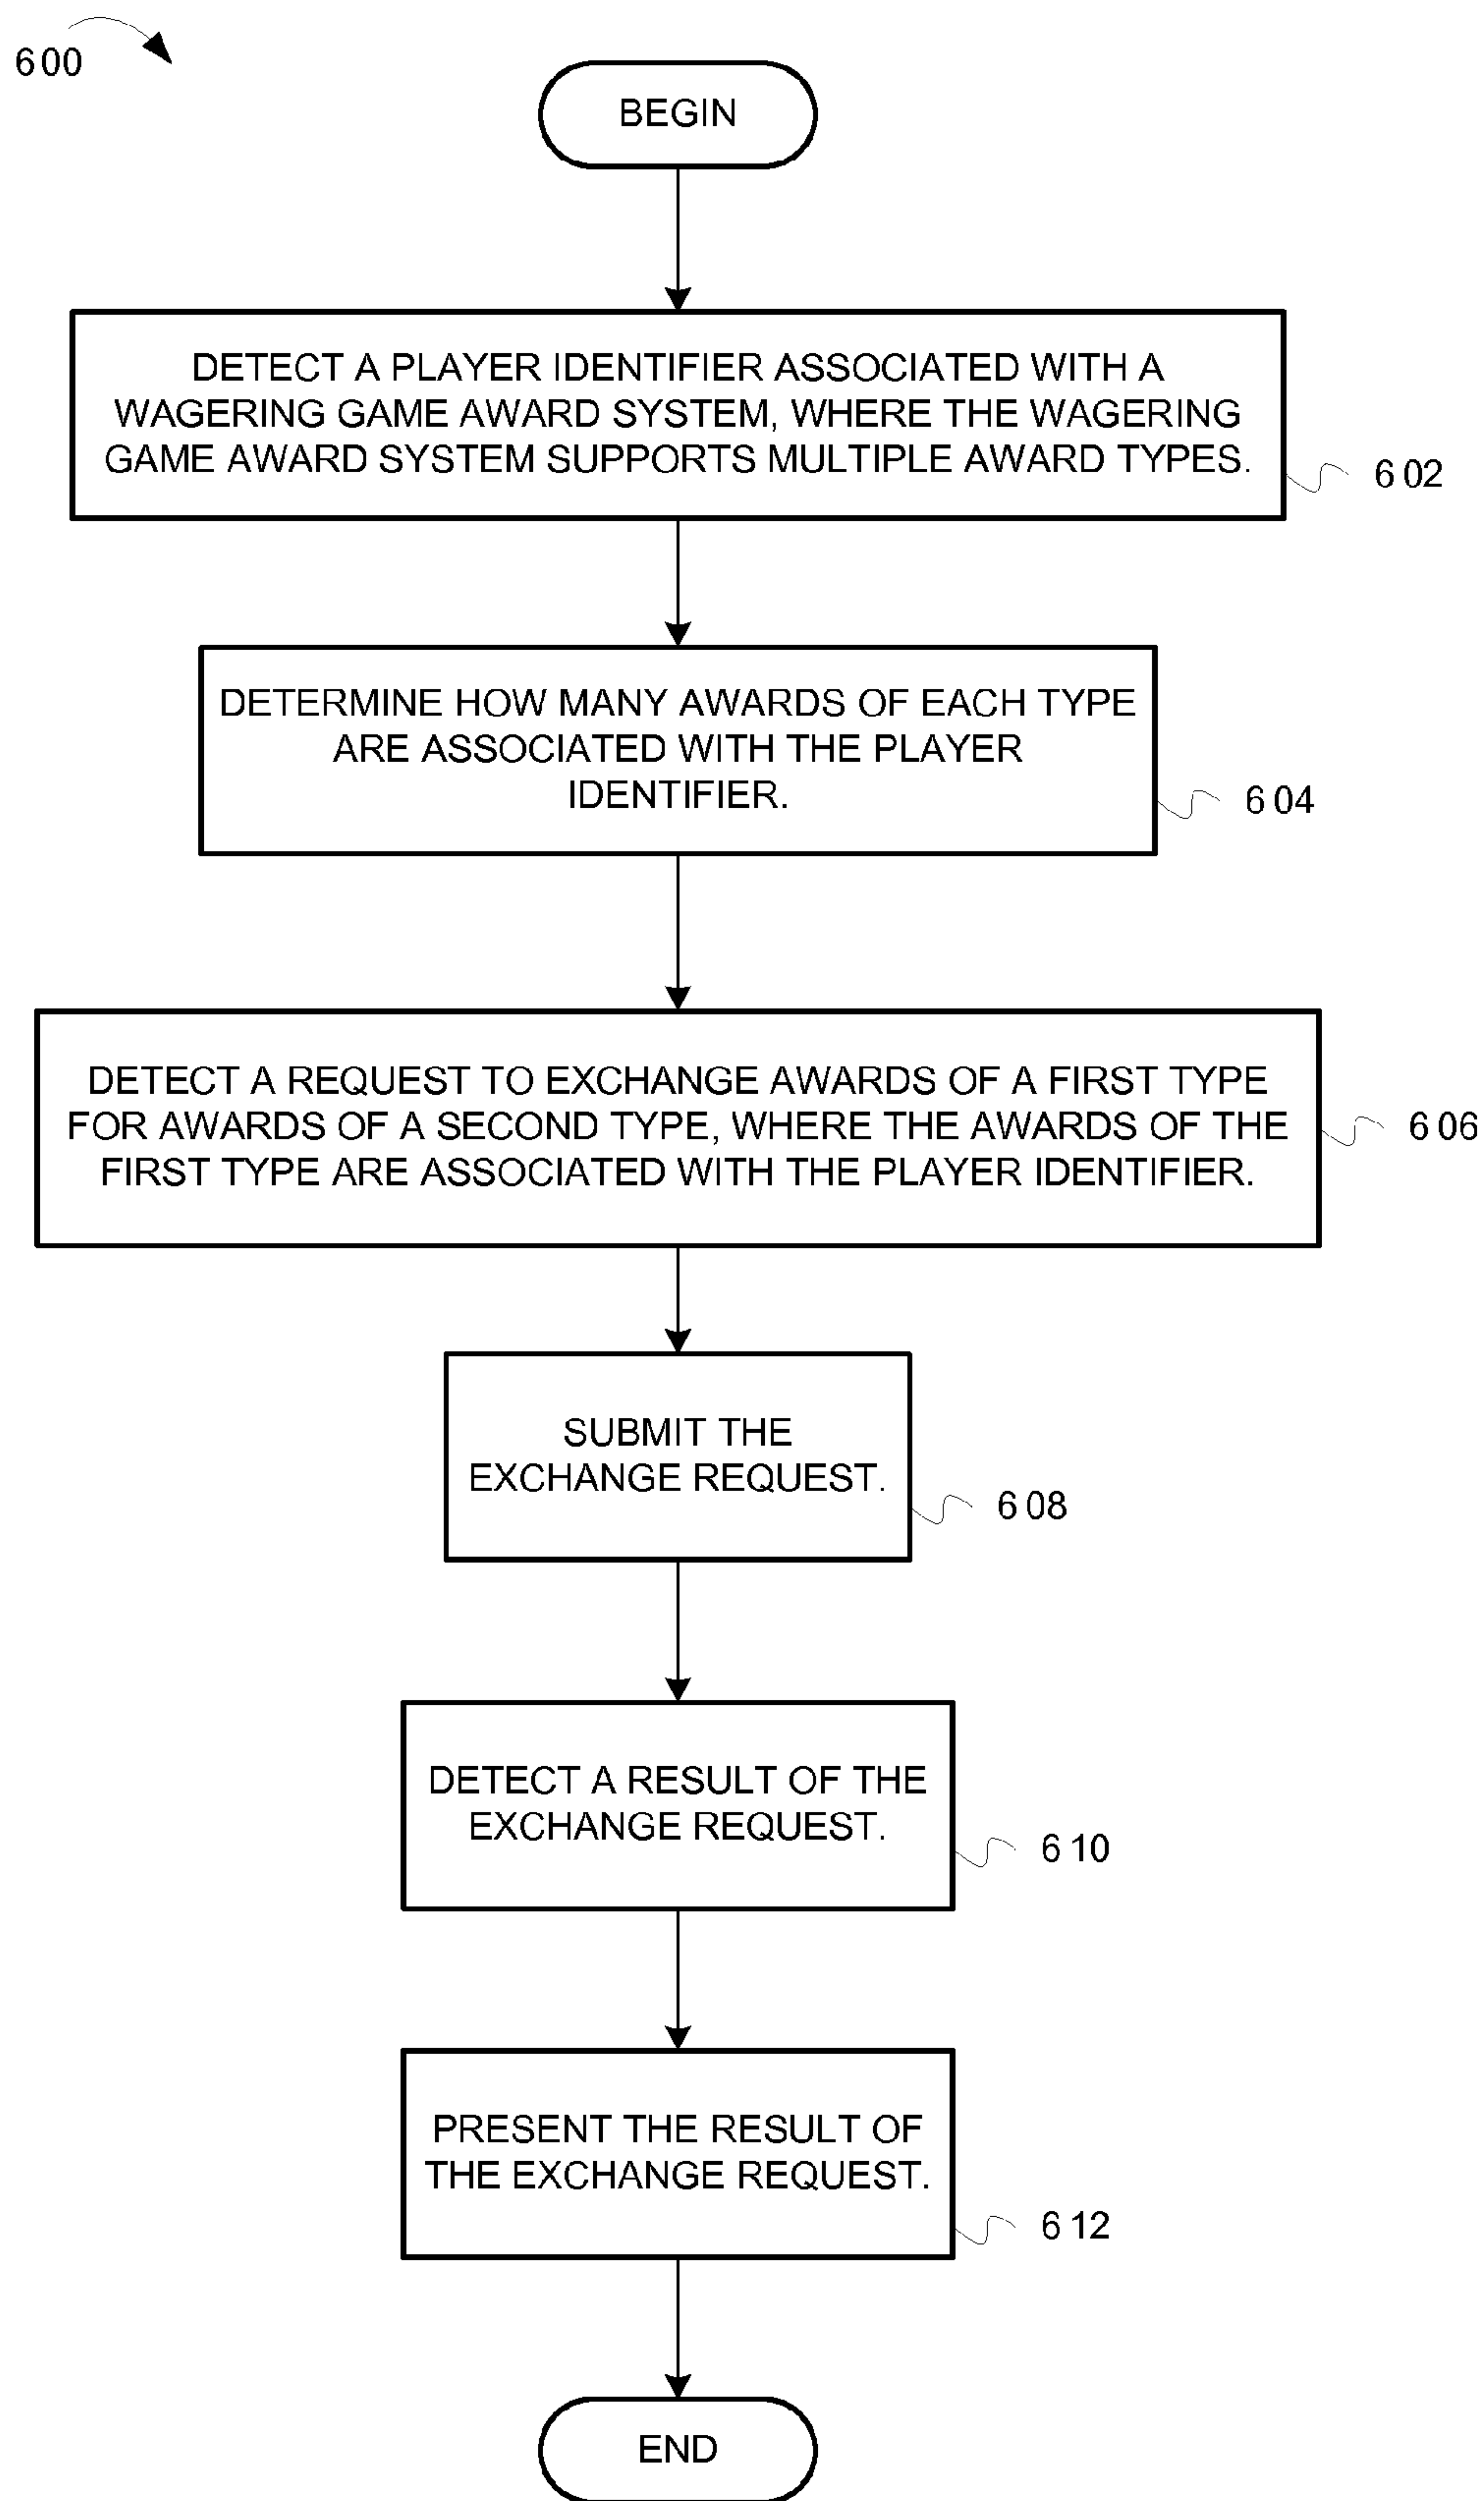 600
BEGIN
DETECT A PLAYER IDENTIFIER ASSOCIATED WITH A
WAGERING GAME AWARD SYSTEM, WHERE THE WAGERING
GAME AWARD SYSTEM SUPPORTS MULTIPLE AWARD TYPES.
602
DETERMINE HOW MANY AWARDS OF EACH TYPE
ARE ASSOCIATED WITH THE PLAYER
IDENTIFIER.
604
DETECT A REQUEST TO EXCHANGE AWARDS OF A FIRST TYPE
FOR AWARDS OF A SECOND TYPE, WHERE THE AWARDS OF THE
FIRST TYPE ARE ASSOCIATED WITH THE PLAYER IDENTIFIER.
606
SUBMIT THE
EXCHANGE REQUEST.
608
DETECT A RESULT OF THE
EXCHANGE REQUEST.
610
PRESENT THE RESULT OF
THE EXCHANGE REQUEST.
612
END